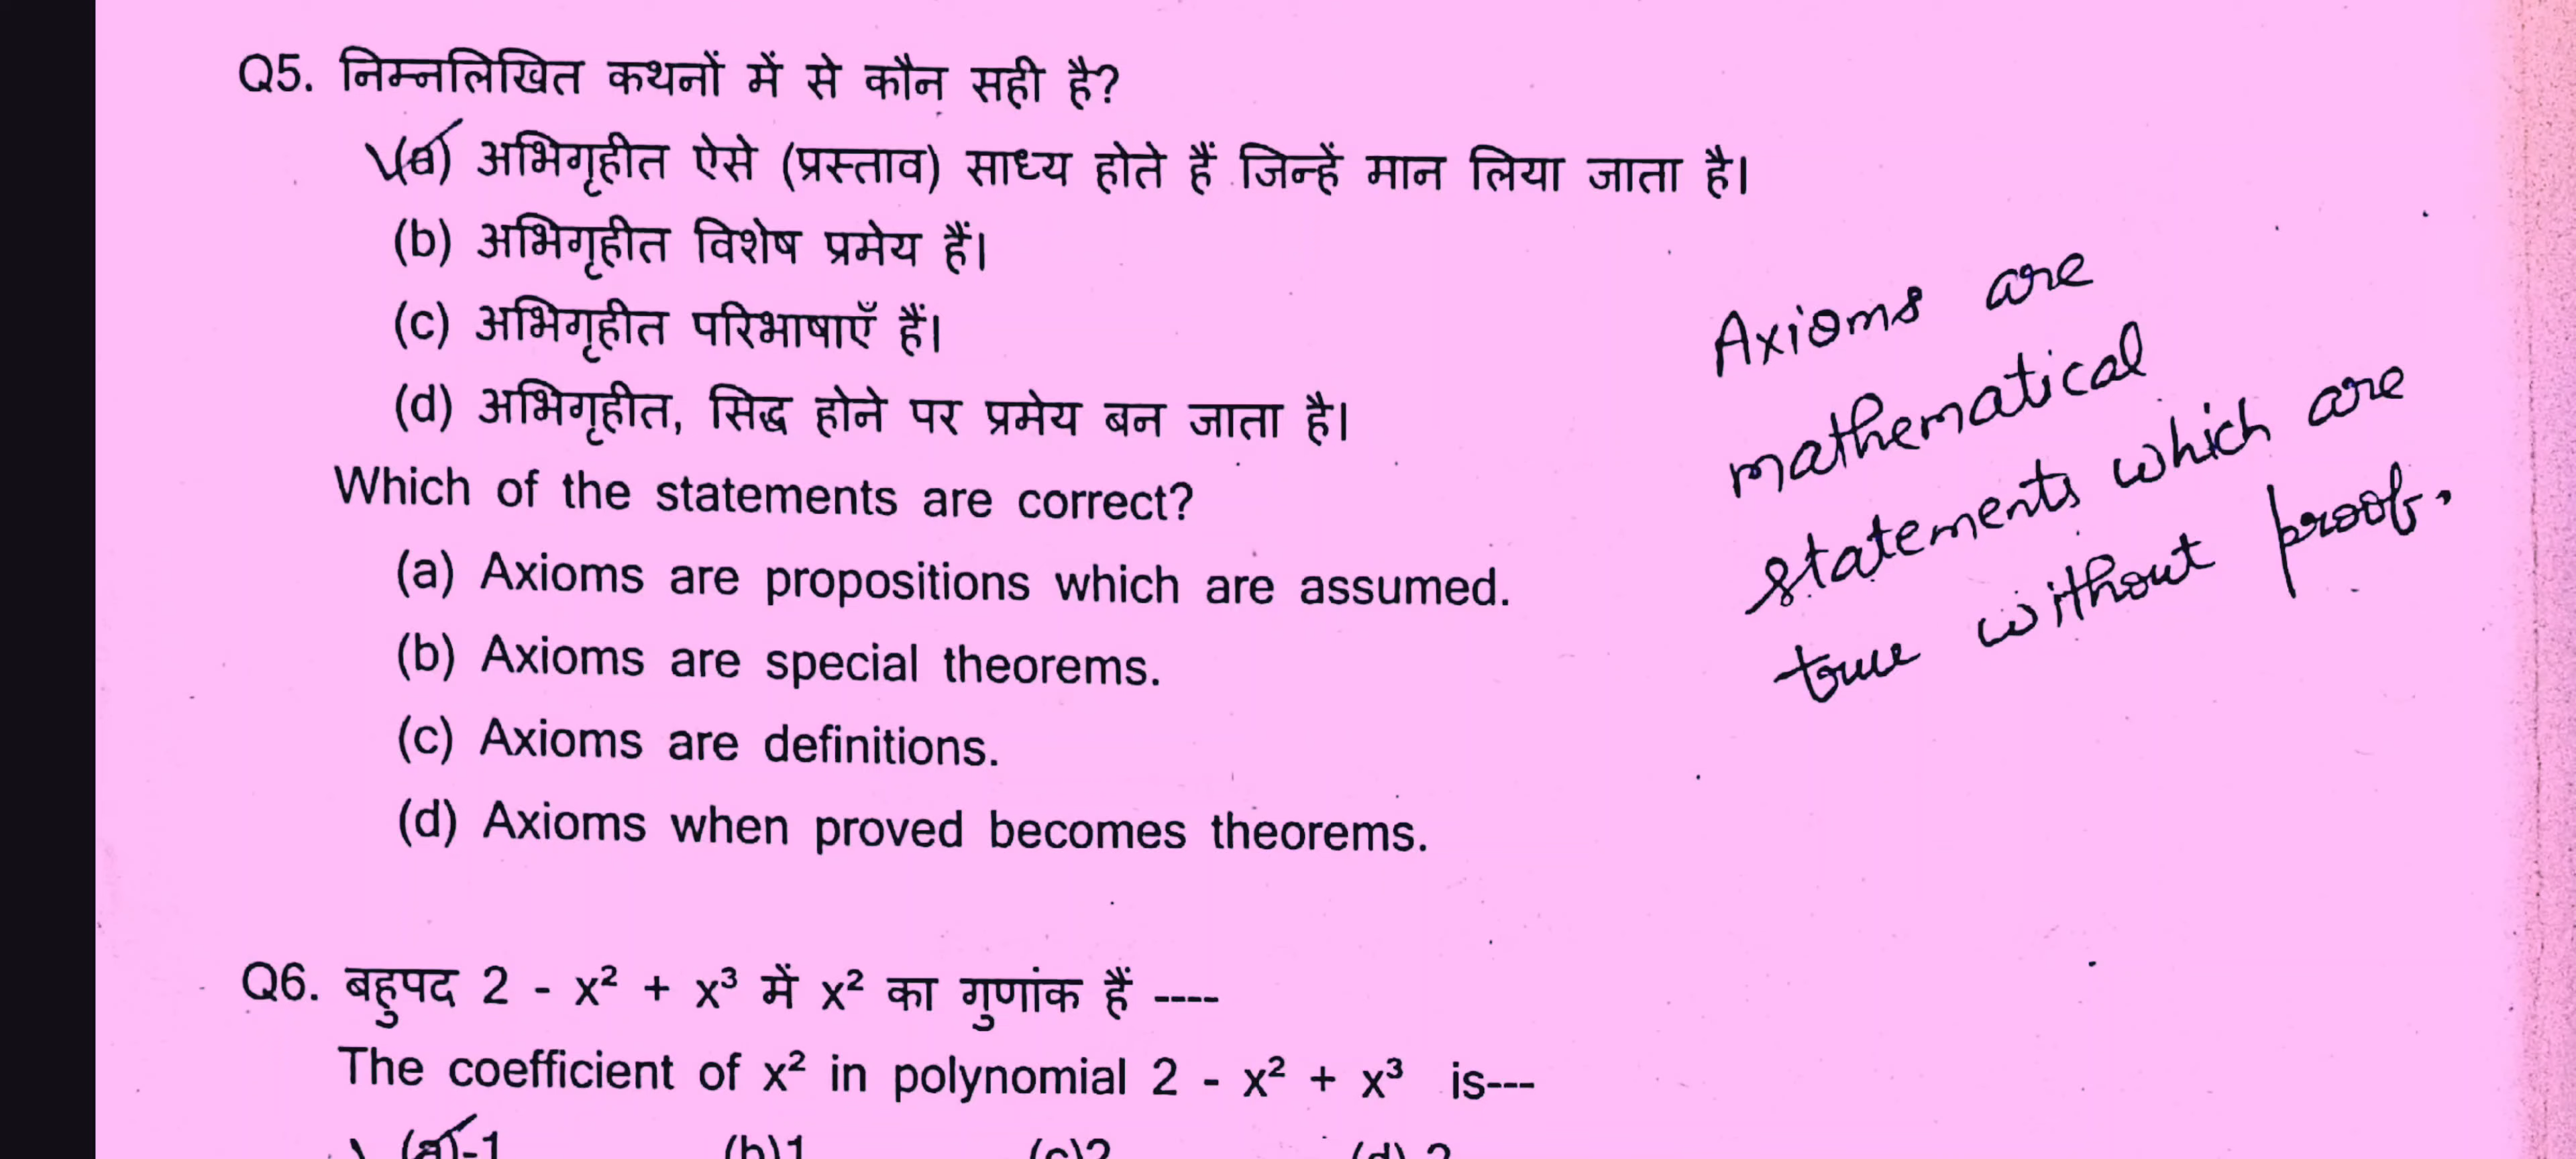 Q5. निम्नलिखित कथनों में से कौन सही है?
(a) अभिगृहीत ऐसे (प्रस्ताव) साध्य होते हैं जिन्हें मान लिया जाता है।
(b) अभिगृहीत विशेष प्रमेय हैं।
(c) अभिगृहीत परिभाषाएँ हैं।
(d) अभिगृहीत, सिद्ध होने पर प्रमेय बन जाता है।
Which of the statements are correct?
(a) Axioms are propositions which are assumed.
(b) Axioms are special theorems.
(c) Axioms are definitions.
(d) Axioms when proved becomes theorems.
Axioms are
mathematical
statements which are
true without proof.
Q6. बहुपद 2 - x² + x³ में x² का गुणांक हैं ----
The coefficient of x² in polynomial 2 - x² + x³ is---
(a)-1 (b)1 (c)2